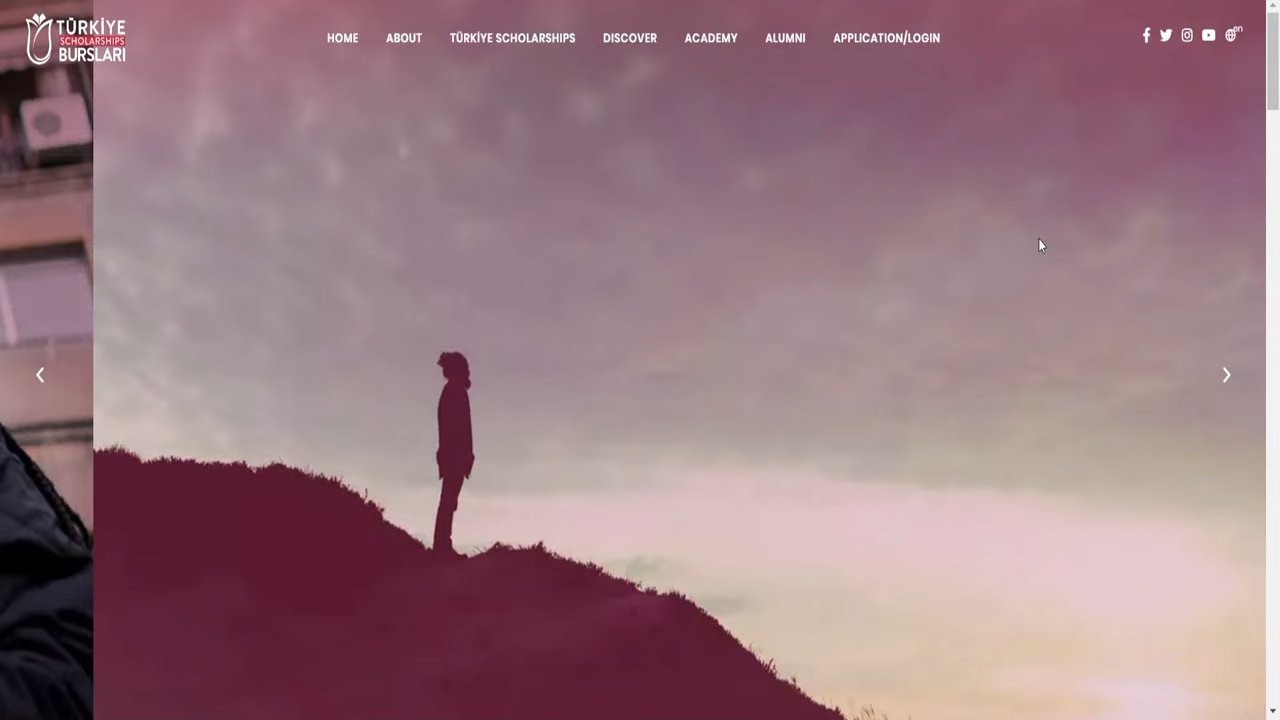 TÜRKİYE
SCHOLARSHIPS
BURSLARI
HOME ABOUT TÜRKİYE SCHOLARSHIPS DISCOVER ACADEMY ALUMNI APPLICATION/LOGIN
en